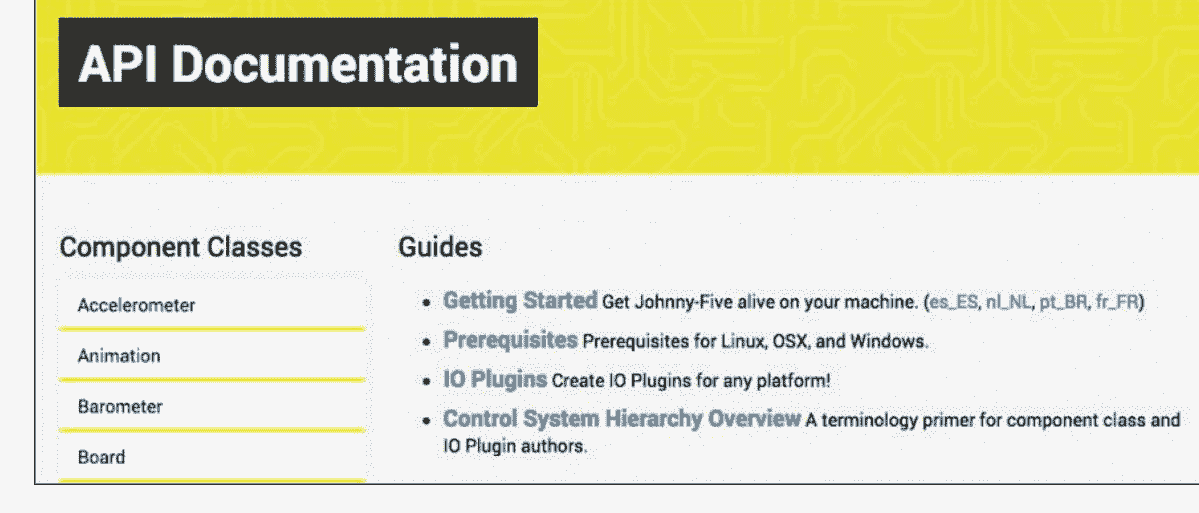 API Documentation
Component Classes
Accelerometer
Animation
Barometer
Board
Guides
Getting Started Get Johnny-Five alive on your machine. (es_ES, nl_NL, pt_BR, fr_FR)
Prerequisites Prerequisites for Linux, OSX, and Windows.
IO Plugins Create IO Plugins for any platform!
Control System Hierarchy Overview A terminology primer for component class and
IO Plugin authors.